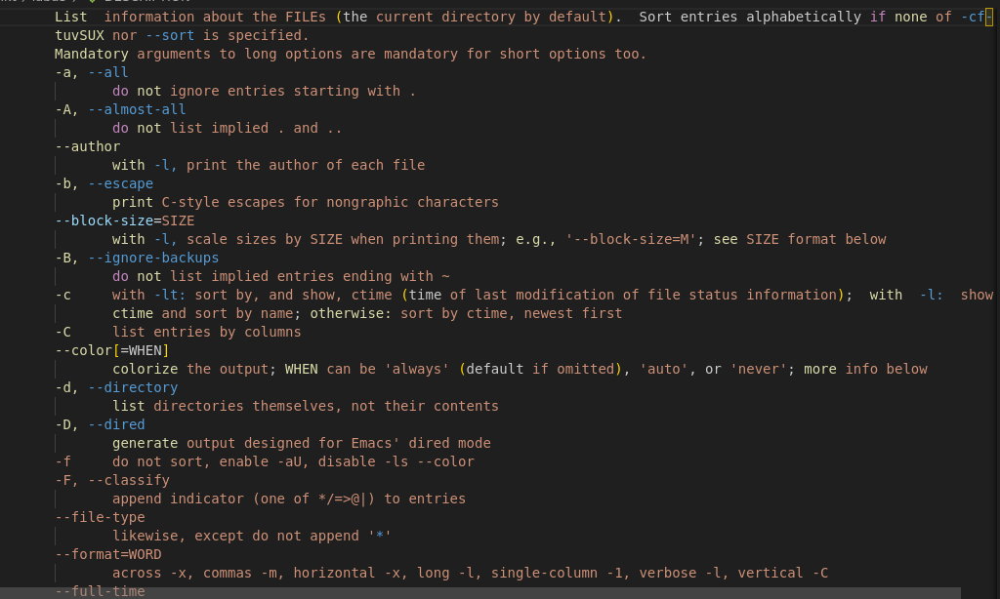 List  information about the FILEs (the current directory by default).  Sort entries alphabetically if none of -cf-
tuvSUX nor --sort is specified.
Mandatory arguments to long options are mandatory for short options too.
-a, --all
do not ignore entries starting with .
-A, --almost-all
do not list implied . and ..
--author
with -l, print the author of each file
-b, --escape
print C-style escapes for nongraphic characters
--block-size=SIZE
with -l, scale sizes by SIZE when printing them; e.g., '--block-size=M'; see SIZE format below
-B, --ignore-backups
do not list implied entries ending with ~
-c     with -lt: sort by, and show, ctime (time of last modification of file status information);  with  -l:  show
ctime and sort by name; otherwise: sort by ctime, newest first
-C     list entries by columns
--color[=WHEN]
colorize the output; WHEN can be 'always' (default if omitted), 'auto', or 'never'; more info below
-d, --directory
list directories themselves, not their contents
-D, --dired
generate output designed for Emacs' dired mode
-f     do not sort, enable -aU, disable -ls --color
-F, --classify
append indicator (one of */=>@|) to entries
--file-type
likewise, except do not append '*'
--format=WORD
across -x, commas -m, horizontal -x, long -l, single-column -1, verbose -l, vertical -C
--full-time